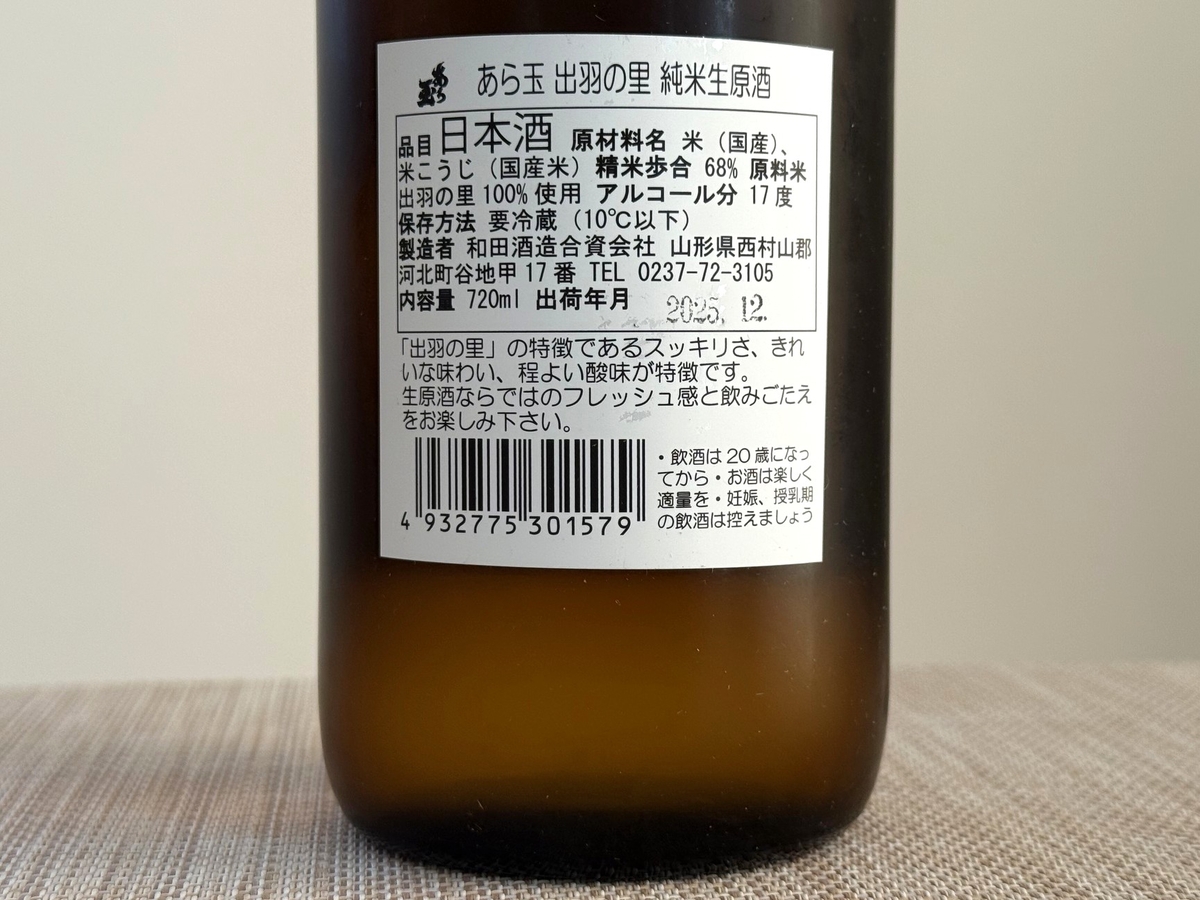 あら玉
あら玉 出羽の里 純米生原酒
品目 日本酒 原材料名 米（国産）、
米こうじ（国産米）精米歩合 68% 原料米
出羽の里 100% 使用 アルコール分 17度
保存方法 要冷蔵（10℃以下）
製造者 和田酒造合資会社 山形県西村山郡
河北町谷地甲 17 番 TEL 0237-72-3105
内容量 720ml 出荷年月 2025. 12.
「出羽の里」の特徴であるスッキリさ、きれ
いな味わい、程よい酸味が特徴です。
生原酒ならではのフレッシュ感と飲みごたえ
をお楽しみ下さい。
・飲酒は 20 歳になっ
てから・お酒は楽しく
適量を・妊娠、授乳期
の飲酒は控えましょう
4 932775 301579